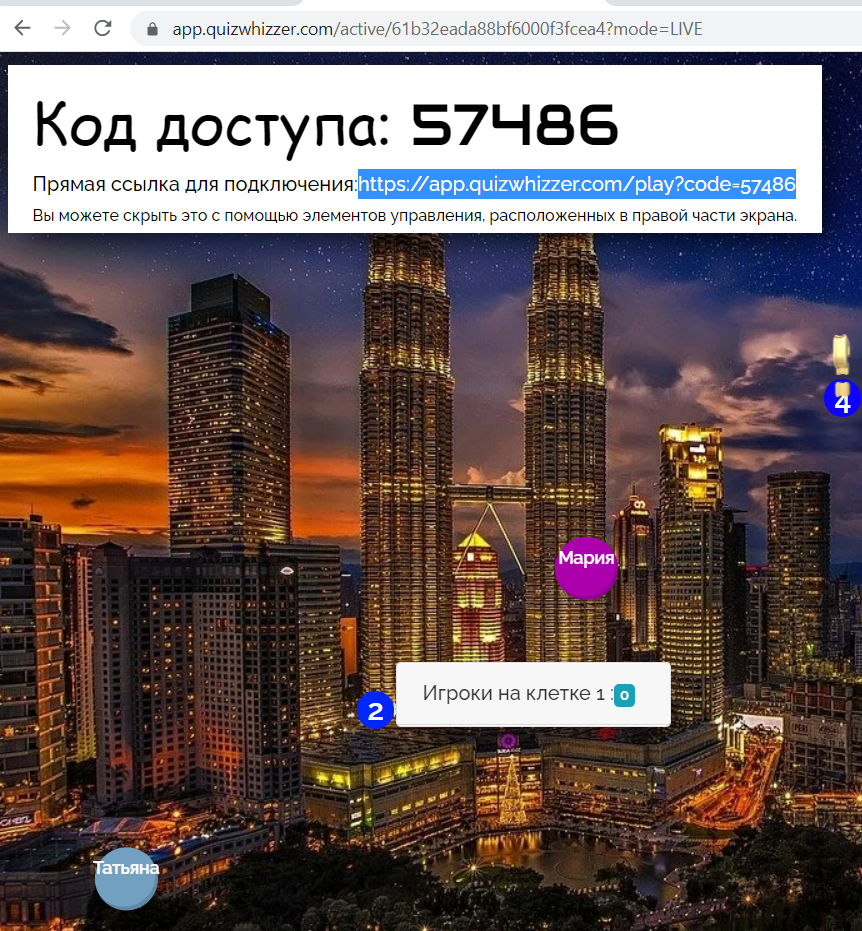 app.quizwhizzer.com/active/61b32eada88bf6000f3fcea4?mode=LIVE
Код доступа: 57486
Прямая ссылка для подключения:https://app.quizwhizzer.com/play?code=57486
Вы можете скрыть это с помощью элементов управления, расположенных в правой части экрана.
4
Мария
Игроки на клетке 1 :0
2
Татьяна